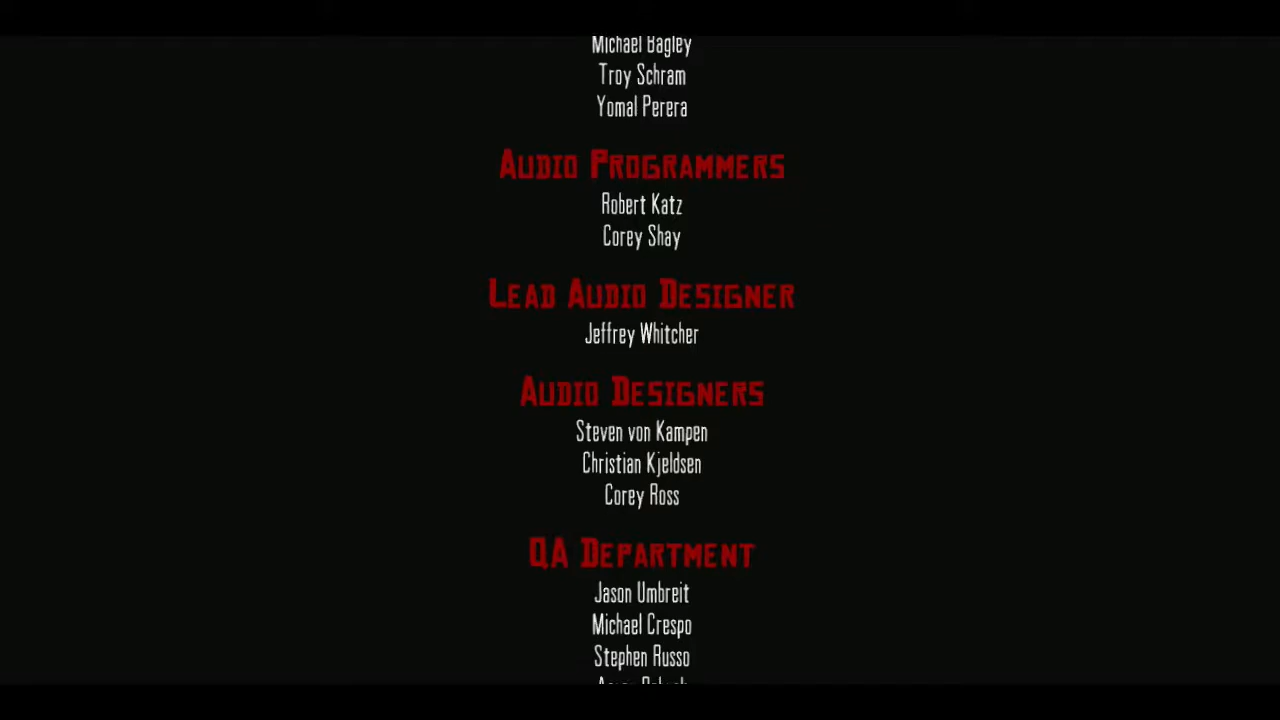 Michael Bagley
Troy Schram
Yomal Perera
Audio Programmers
Robert Katz
Corey Shay
Lead Audio Designer
Jeffrey Whitcher
Audio Designers
Steven von Kampen
Christian Kjeldsen
Corey Ross
QA Department
Jason Umbreit
Michael Crespo
Stephen Russo